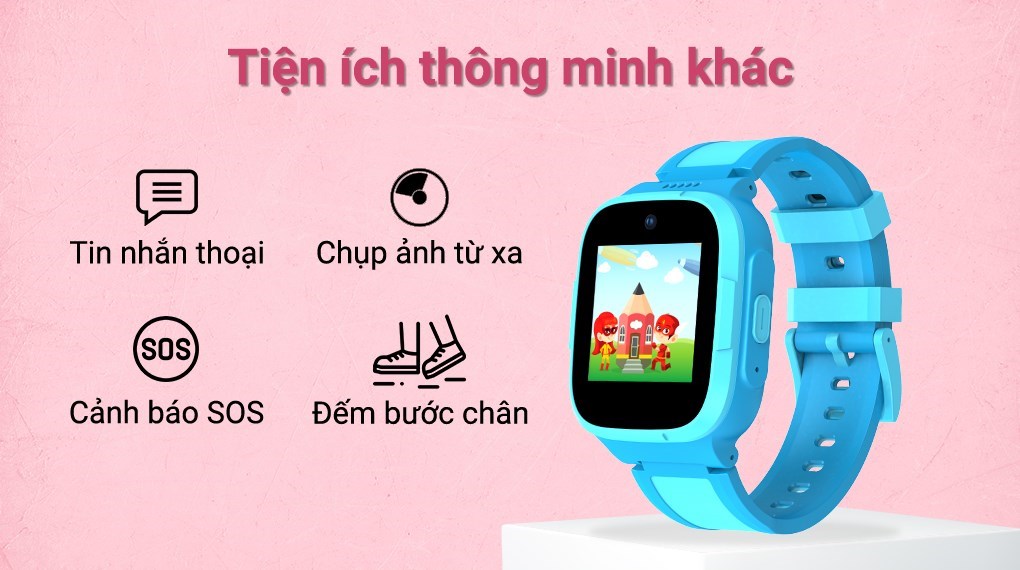 Tiện ích thông minh khác
Tin nhắn thoại
Chụp ảnh từ xa
SOS
Cảnh báo SOS
Đếm bước chân